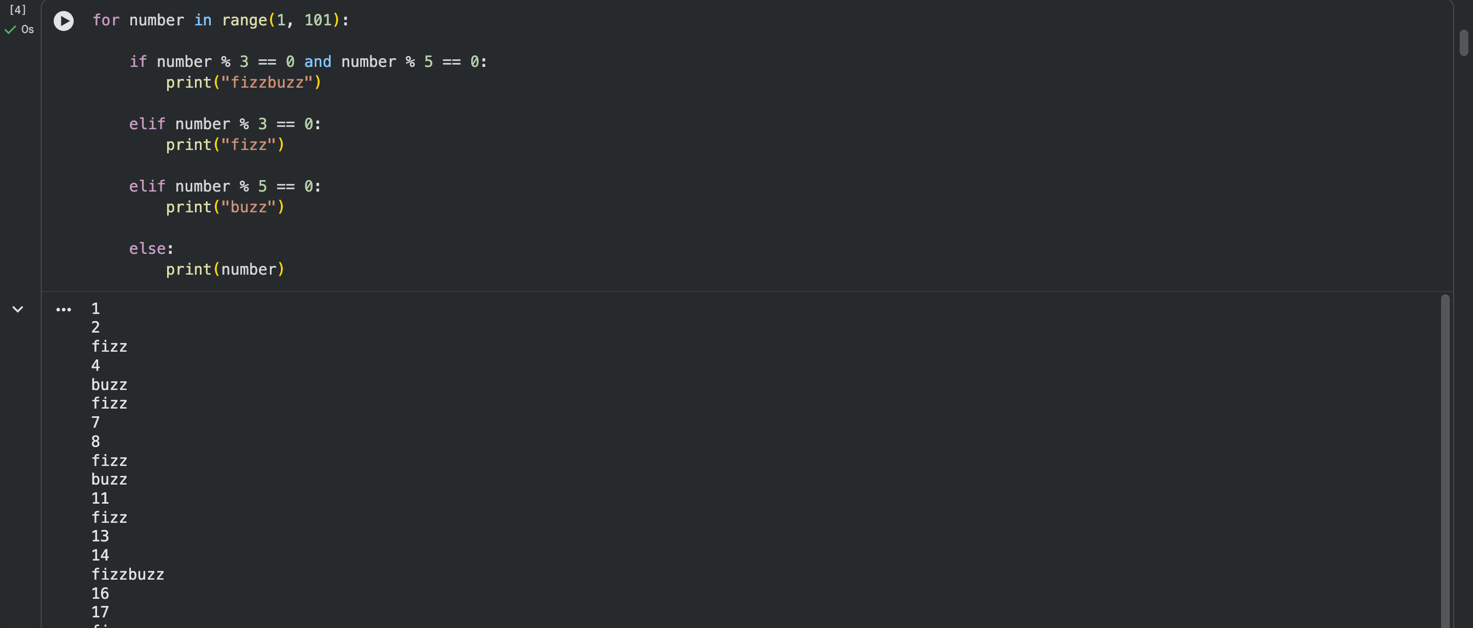 [4]
0s
for number in range(1, 101):
    if number % 3 == 0 and number % 5 == 0:
        print("fizzbuzz")
    elif number % 3 == 0:
        print("fizz")
    elif number % 5 == 0:
        print("buzz")
    else:
        print(number)
1
2
fizz
4
buzz
fizz
7
8
fizz
buzz
11
fizz
13
14
fizzbuzz
16
17